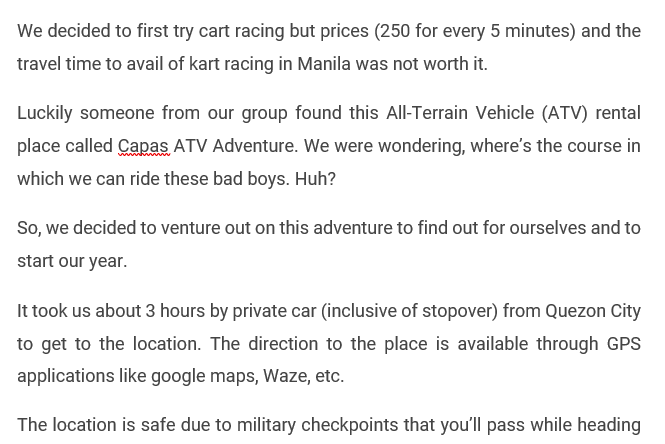 We decided to first try cart racing but prices (250 for every 5 minutes) and the
travel time to avail of kart racing in Manila was not worth it.
Luckily someone from our group found this All-Terrain Vehicle (ATV) rental
place called Capas ATV Adventure. We were wondering, where's the course in
which we can ride these bad boys. Huh?
So, we decided to venture out on this adventure to find out for ourselves and to
start our year.
It took us about 3 hours by private car (inclusive of stopover) from Quezon City
to get to the location. The direction to the place is available through GPS
applications like google maps, Waze, etc.
The location is safe due to military checkpoints that you'll pass while heading